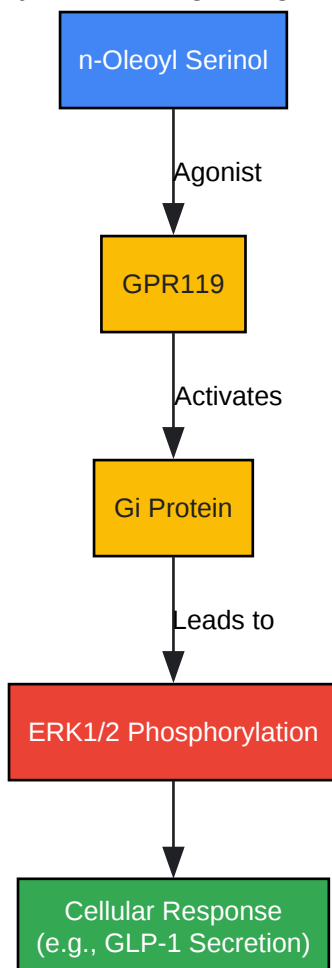 n-Oleoyl Serinol
Agonist
GPR119
Activates
Gi Protein
Leads to
ERK1/2 Phosphorylation
Cellular Response
(e.g., GLP-1 Secretion)